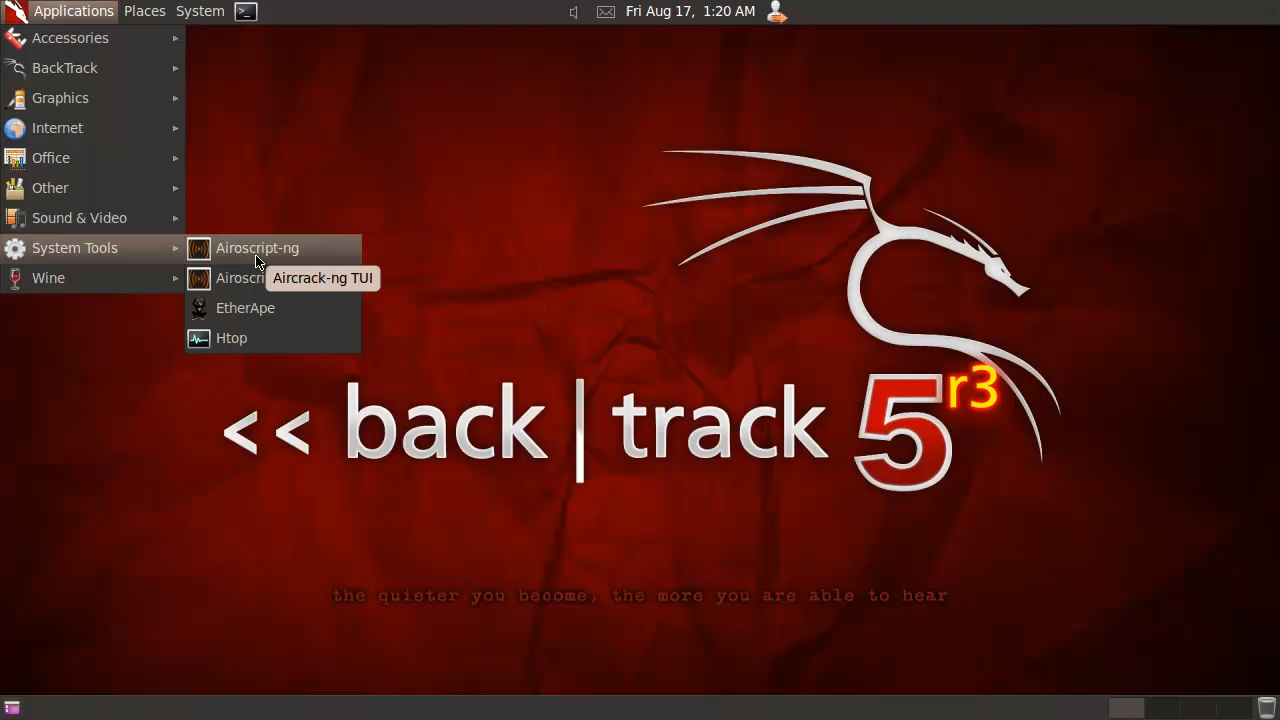 Applications Places System Fri Aug 17, 1:20 AM
Accessories
BackTrack
Graphics
Internet
Office
Other
Sound & Video
System Tools
Wine
Airoscript-ng
Airoscri
Aircrack-ng TUI
EtherApe
Htop
<< back | track 5 r3
the quieter you become, the more you are able to hear